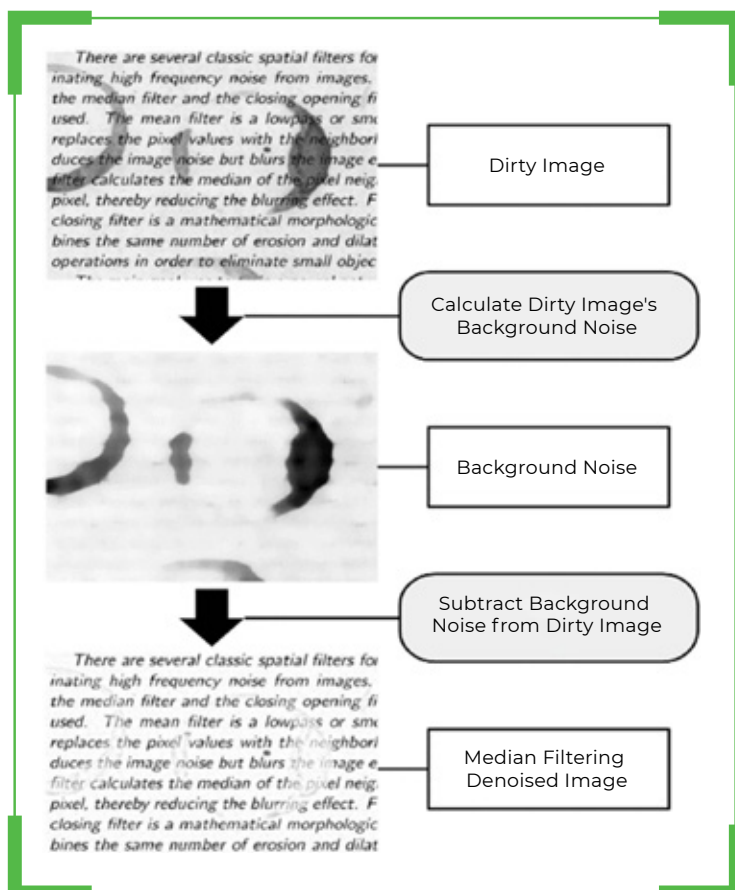 There are several classic spatial filters for
inating high frequency noise from images.
the median filter and the closing opening fi
used. The mean filter is a lowpass or smo
replaces the pixel values with the neighborh
duces the image noise but blurs the image e
filter calculates the median of the pixel neig
pixel, thereby reducing the blurring effect. F
closing filter is a mathematical morphologic
bines the same number of erosion and dilat
operations in order to eliminate small objec
Dirty Image
Calculate Dirty Image's
Background Noise
Background Noise
Subtract Background
Noise from Dirty Image
There are several classic spatial filters for
inating high frequency noise from images.
the median filter and the closing opening fi
used. The mean filter is a lowpass or smo
replaces the pixel values with the neighborh
duces the image noise but blurs the image e
filter calculates the median of the pixel neig
pixel, thereby reducing the blurring effect. F
closing filter is a mathematical morphologic
bines the same number of erosion and dilat
Median Filtering
Denoised Image